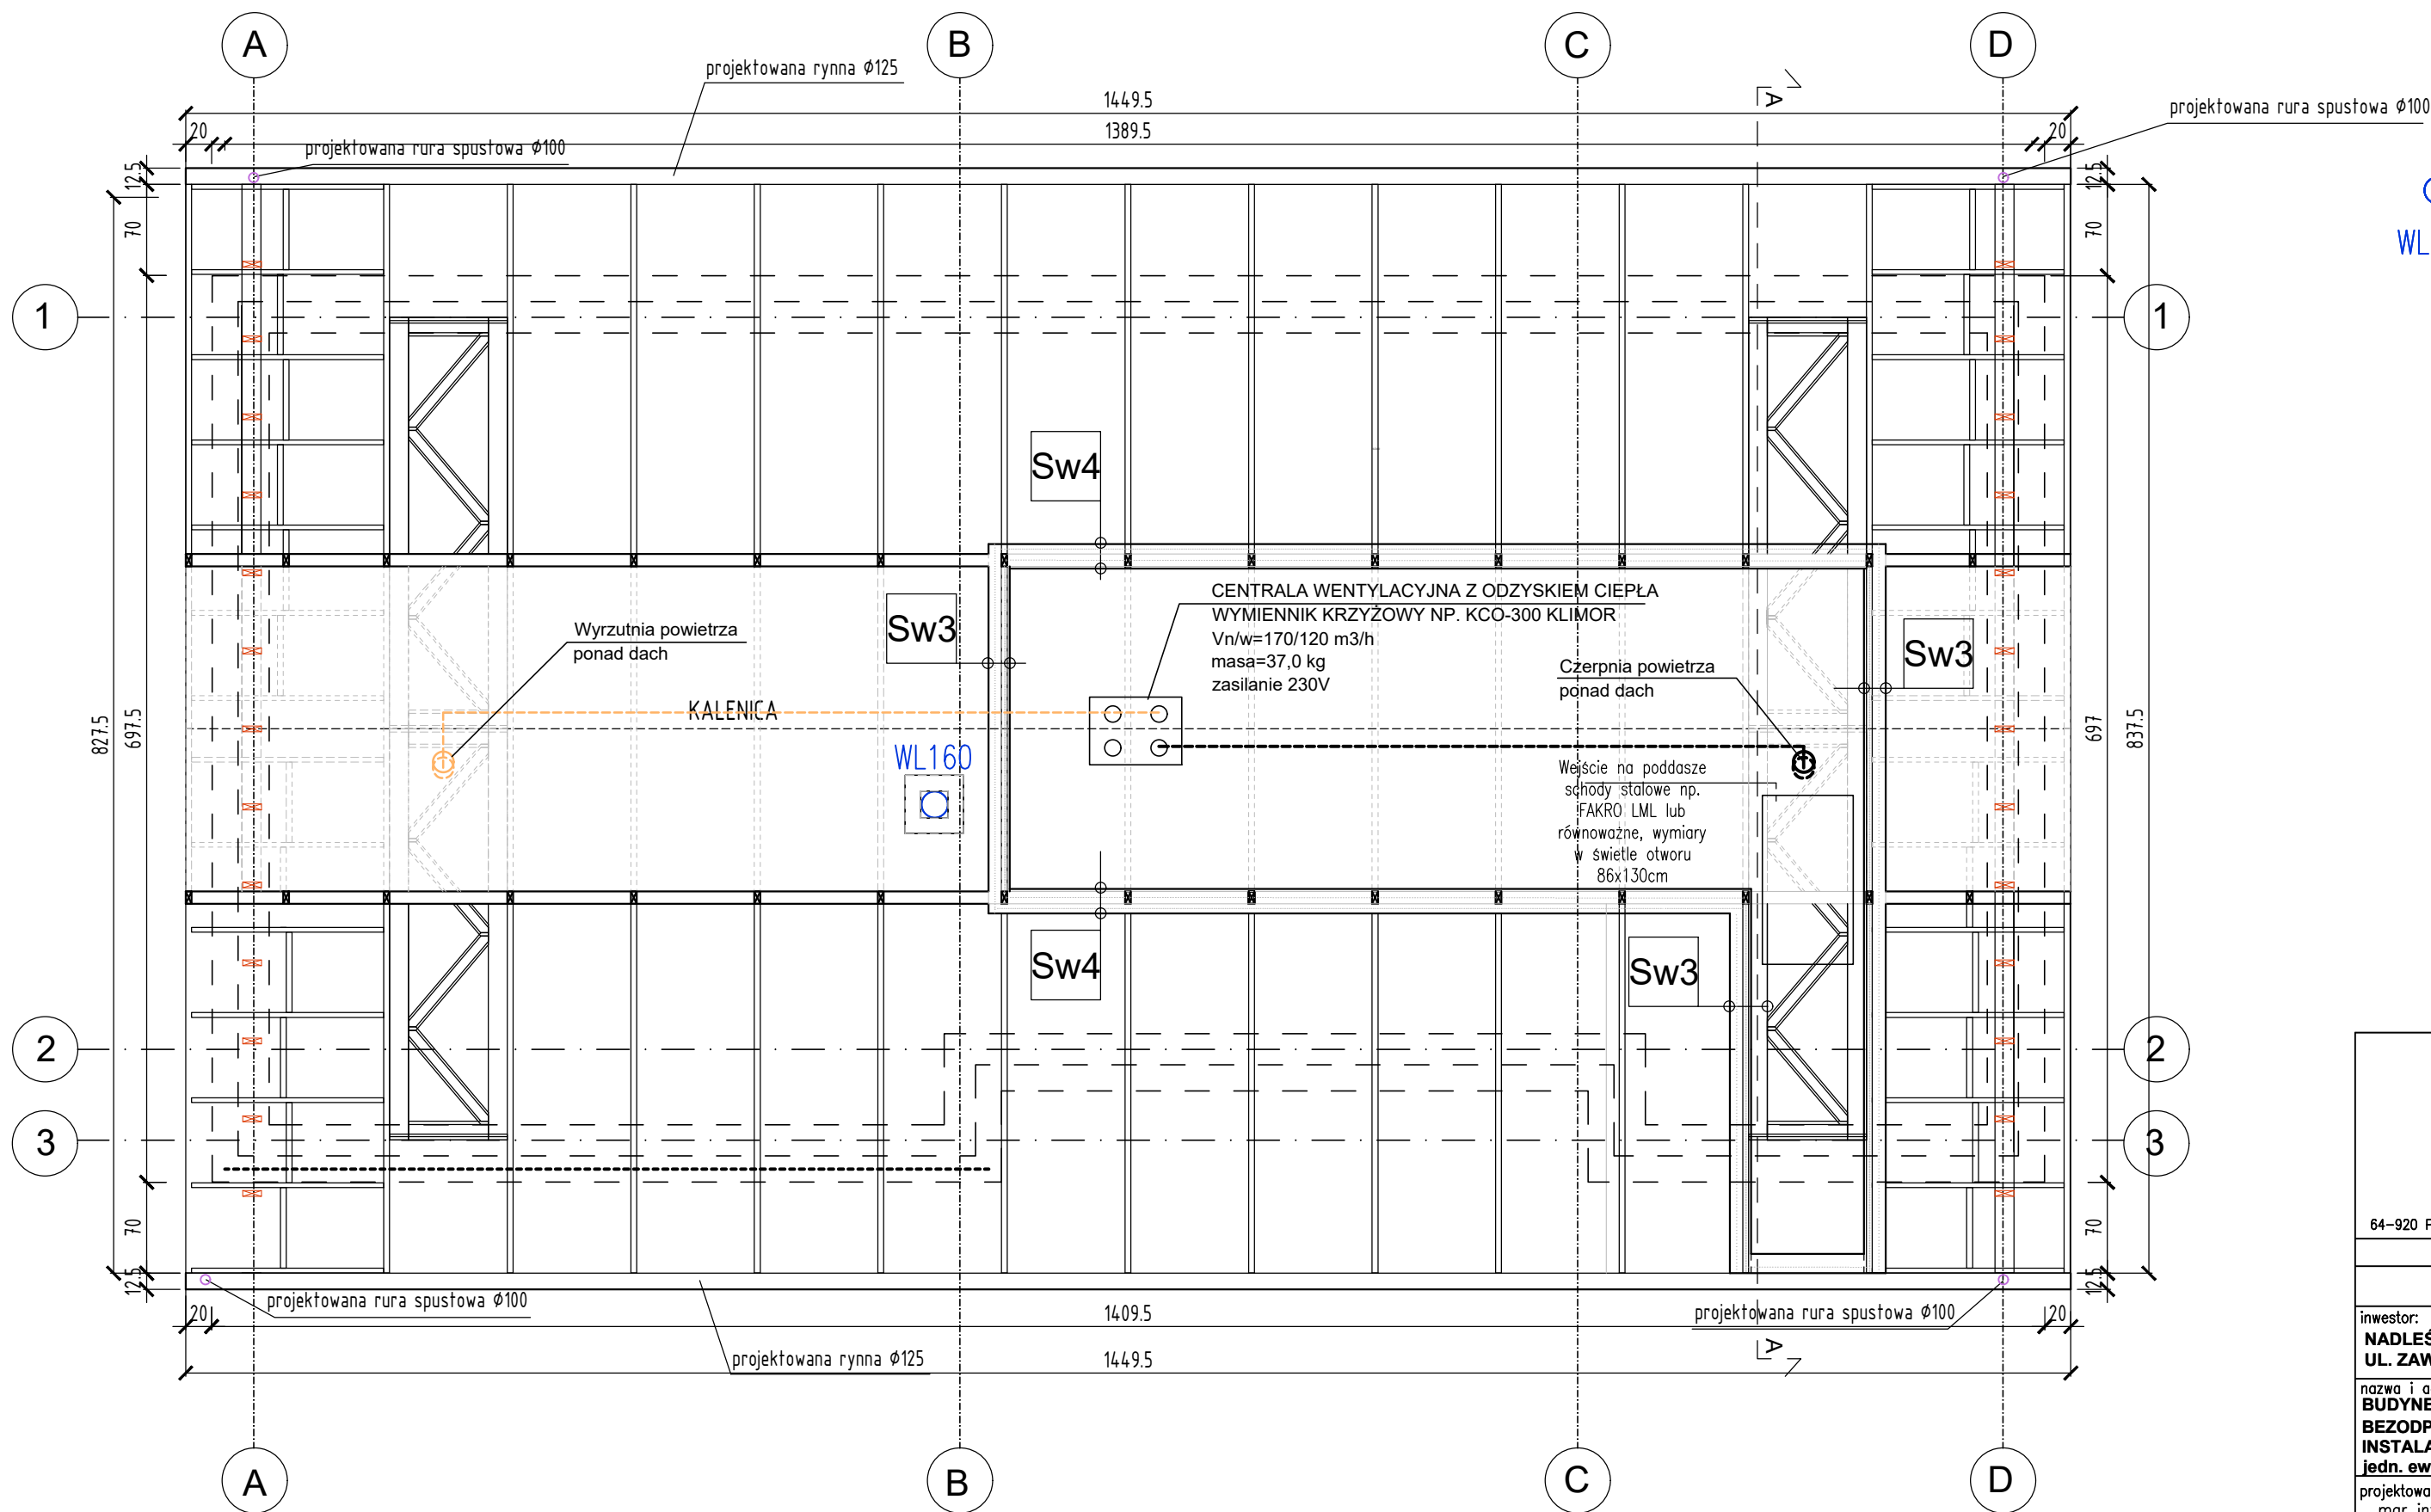 A
B
C
D
projektowana rynna Ø125
A
projektowana rura spustowa Ø100
1449.5
20
1389.5
20
projektowana rura spustowa Ø100
12.5
12.5
70
70
WL
1
1
Sw4
CENTRALA WENTYLACYJNA Z ODZYSKIEM CIEPŁA
WYMIENNIK KRZYŻOWY NP. KCO-300 KLIMOR
Vn/w=170/120 m3/h
masa=37,0 kg
zasilanie 230V
Wyrzutnia powietrza
ponad dach
Sw3
Sw3
Czerpnia powietrza
ponad dach
KALENICA
827.5
697.5
697
837.5
WL160
Wejście na poddasze
schody stalowe np.
FAKRO LML lub
równoważne, wymiary
w świetle otworu
86x130cm
Sw4
Sw3
2
2
3
3
70
70
64-920
12.5
12.5
projektowana rura spustowa Ø100
20
1409.5
projektowana rura spustowa Ø100
20
projektowana rynna Ø125
1449.5
A
inwestor:
UL.
nazwa i
jedn.
A
B
C
D